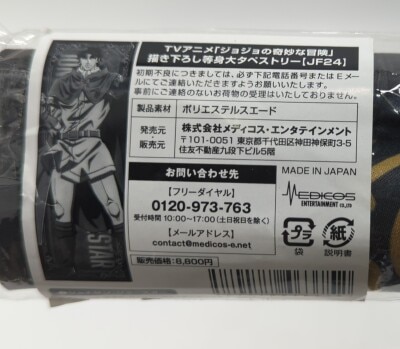 TVアニメ「ジョジョの奇妙な冒険」
描き下ろし等身大タペストリー【JF24】
初期不良につきましては、必ず下記電話番号またはEメー
ルにてご連絡いただきますようお願いいたします。
事前にご連絡のないお荷物の受理はいたしかねます。
製品素材 ポリエステルスエード
発売元・販売元 株式会社メディコス・エンタテインメント
〒101-0051 東京都千代田区神田神保町3-5
住友不動産九段下ビル5階
お問い合わせ先
【フリーダイヤル】
0120-973-763
受付時間 10:00〜17:00(土日祝日を除く)
【メールアドレス】
contact@medicos-e.net
販売価格:8,800円
MADE IN JAPAN
MEDICOS
ENTERTAINMENT CO.,LTD
プラ
袋
紙
説明書
STAR